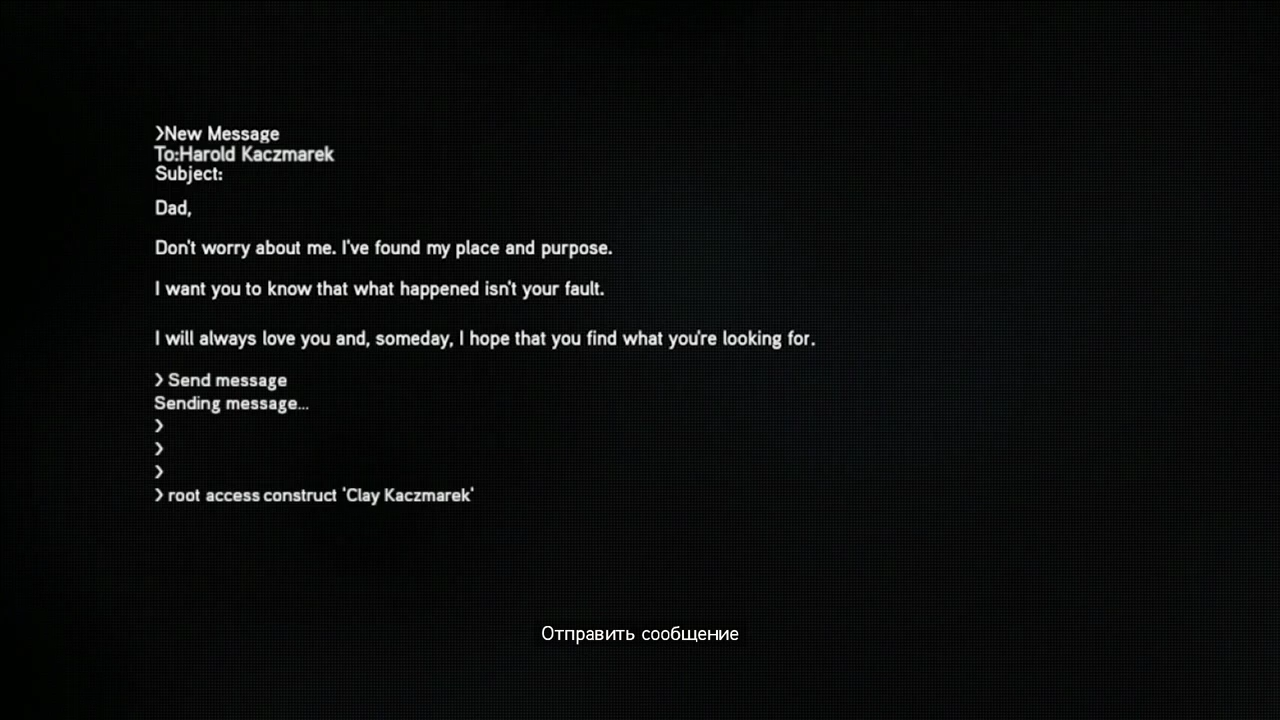 ❯New Message
To:Harold Kaczmarek
Subject:
Dad,
Don't worry about me. I've found my place and purpose.
I want you to know that what happened isn't your fault.
I will always love you and, someday, I hope that you find what you're looking for.
❯ Send message
Sending message...
❯
❯
❯
❯ root access construct 'Clay Kaczmarek'
Отправить сообщение